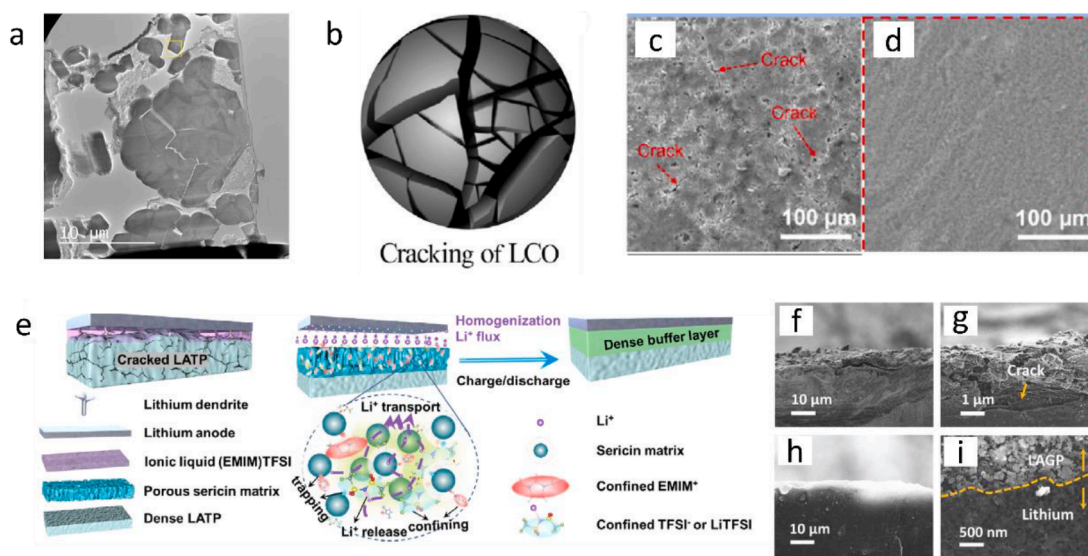 a
10 µm
b
Cracking of LCO
c
Crack
Crack
Crack
100 µm
d
100 µm
e
Cracked LATP
Homogenization
Li⁺ flux
Charge/discharge
Dense buffer layer
Lithium dendrite
Lithium anode
Ionic liquid (EMIM)TFSI
Porous sericin matrix
Dense LATP
Li⁺ transport
trapping
Li⁺ release
confining
Li⁺
Sericin matrix
Confined EMIM⁺
Confined TFSI⁻ or LiTFSI
f
10 µm
g
Crack
1 µm
h
10 µm
i
LAGP
Lithium
500 nm